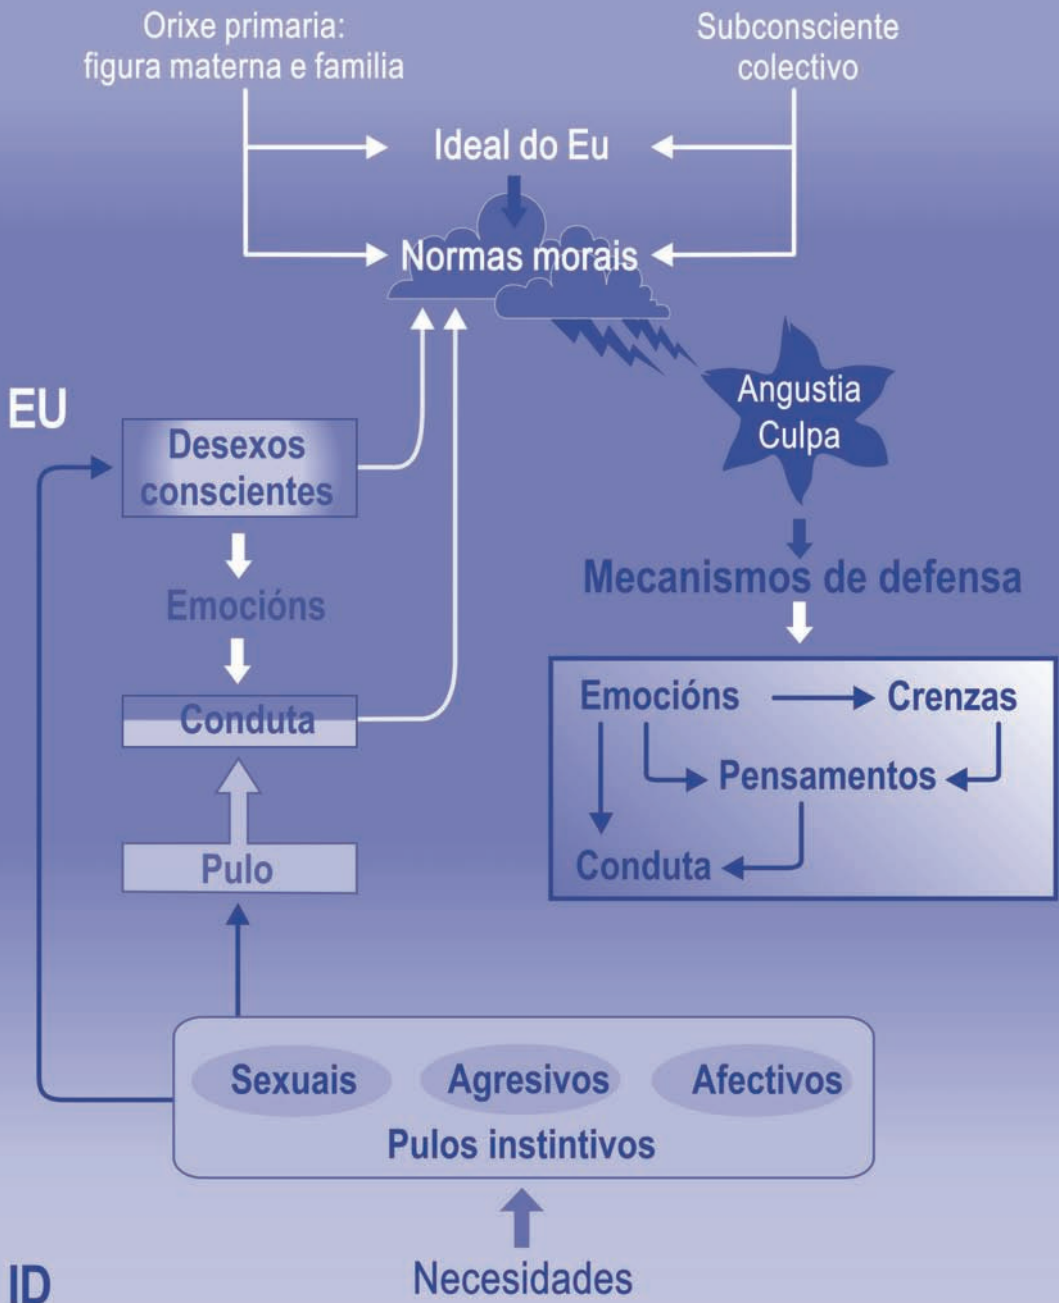 Orixe primaria:
figura materna e familia
Subconsciente
colectivo
Ideal do Eu
Normas morais
EU
Angustia
Culpa
Desexos
conscientes
Emocións
Conduta
Pulo
Mecanismos de defensa
Emocións
Crenzas
Pensamentos
Conduta
Sexuais
Agresivos
Afectivos
Pulos instintivos
Necesidades
ID